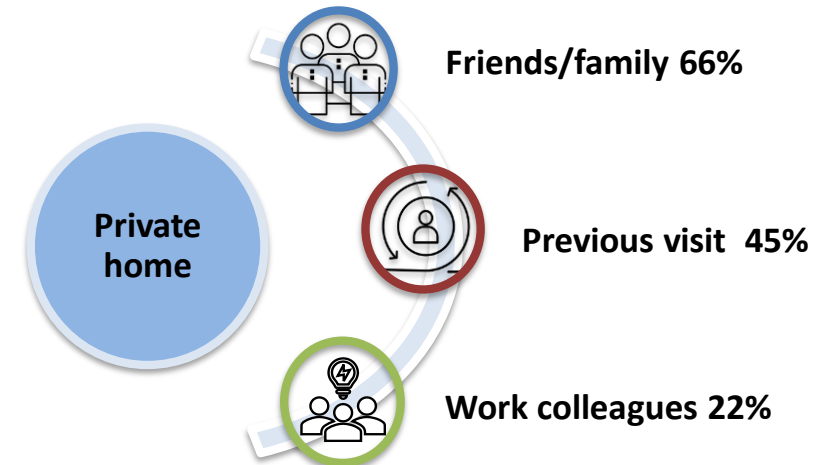 Friends/family 66%
Private
home
Previous visit 45%
Work colleagues 22%